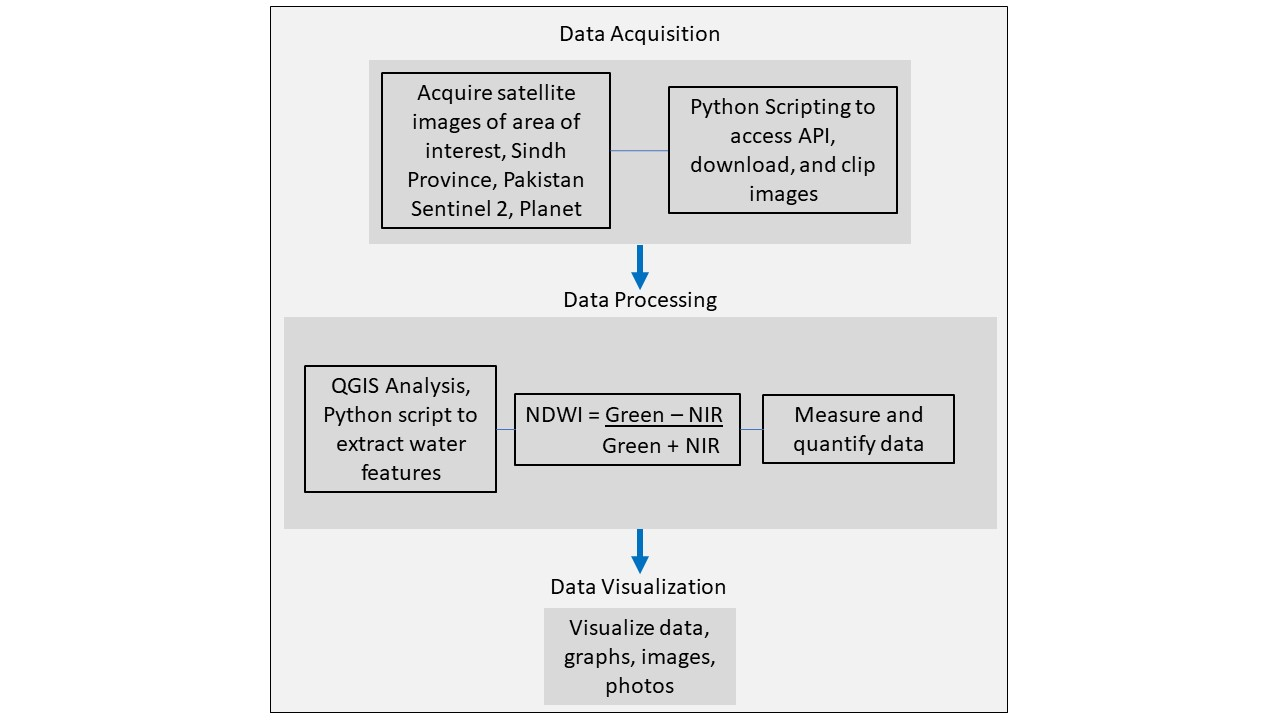 Data Acquisition
Acquire satellite
images of area of
interest, Sindh
Province, Pakistan
Sentinel 2, Planet
Python Scripting to
access API,
download, and clip
images
Data Processing
QGIS Analysis,
Python script to
extract water
features
NDWI = Green – NIR
Green + NIR
Measure and
quantify data
Data Visualization
Visualize data,
graphs, images,
photos